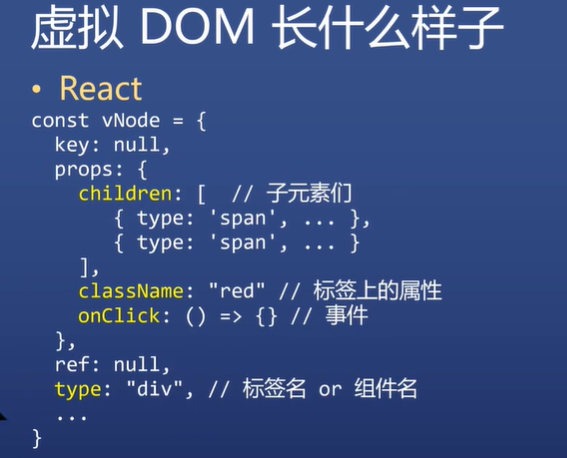 虚拟 DOM 长什么样子
• React
const vNode = {
  key: null,
  props: {
    children: [  // 子元素们
       { type: 'span', ... },
       { type: 'span', ... }
    ],
    className: "red" // 标签上的属性
    onClick: () => {} // 事件
  },
  ref: null,
  type: "div", // 标签名 or 组件名
  ...
}